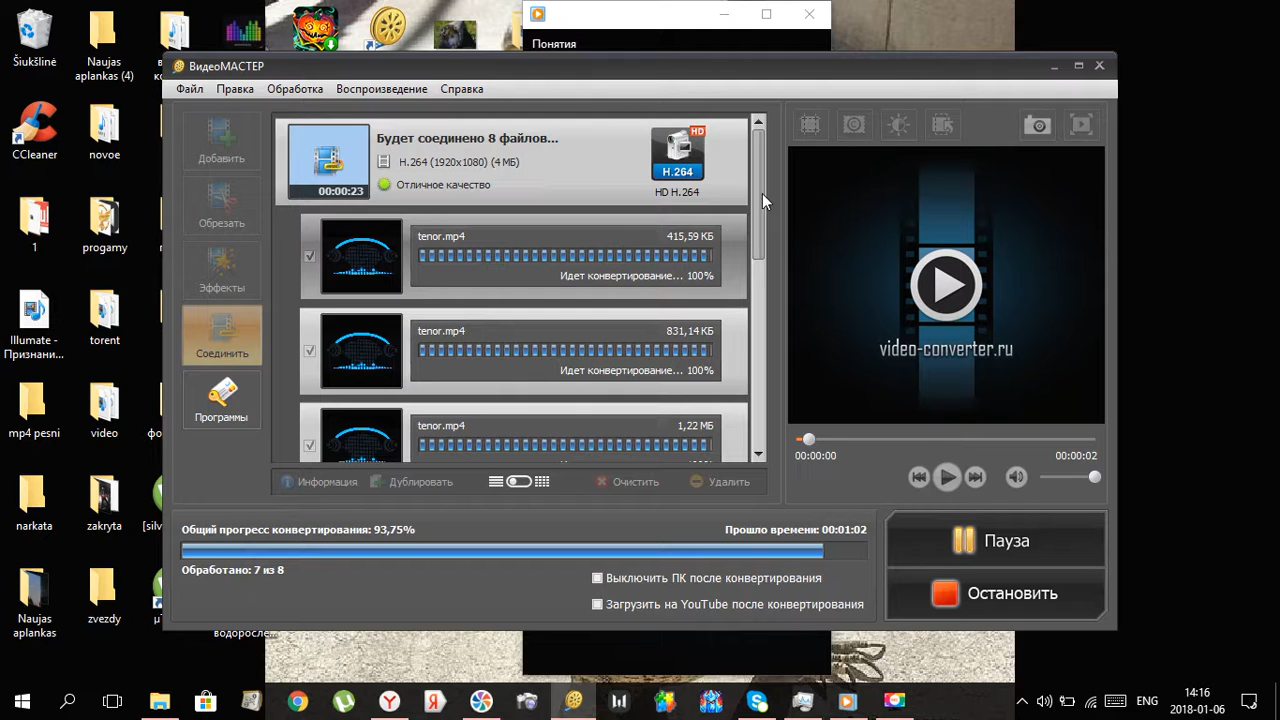 Понятия
ВидеоМАСТЕР
Файл Правка Обработка Воспроизведение Справка
Добавить
Обрезать
Эффекты
Соединить
Программы
Будет соединено 8 файлов...
H.264 (1920x1080) (4 МБ)
Отличное качество
00:00:23
HD
H.264
HD H.264
tenor.mp4 415,59 КБ
Идет конвертирование... 100%
tenor.mp4 831,14 КБ
Идет конвертирование... 100%
tenor.mp4 1,22 МБ
Информация Дублировать Очистить Удалить
video-converter.ru
00:00:00 00:00:02
Общий прогресс конвертирования: 93,75% Прошло времени: 00:01:02
Обработано: 7 из 8
Выключить ПК после конвертирования
Загрузить на YouTube после конвертирования
Пауза
Остановить
Šiukšlinė
Naujas
aplankas (4)
CCleaner
novoe
1
progamy
Illumate -
Признани...
torent
mp4 pesni
video
narkata
zakryta
[silv
Naujas
aplankas
zvezdy
водоросле...
ENG
14:16
2018-01-06